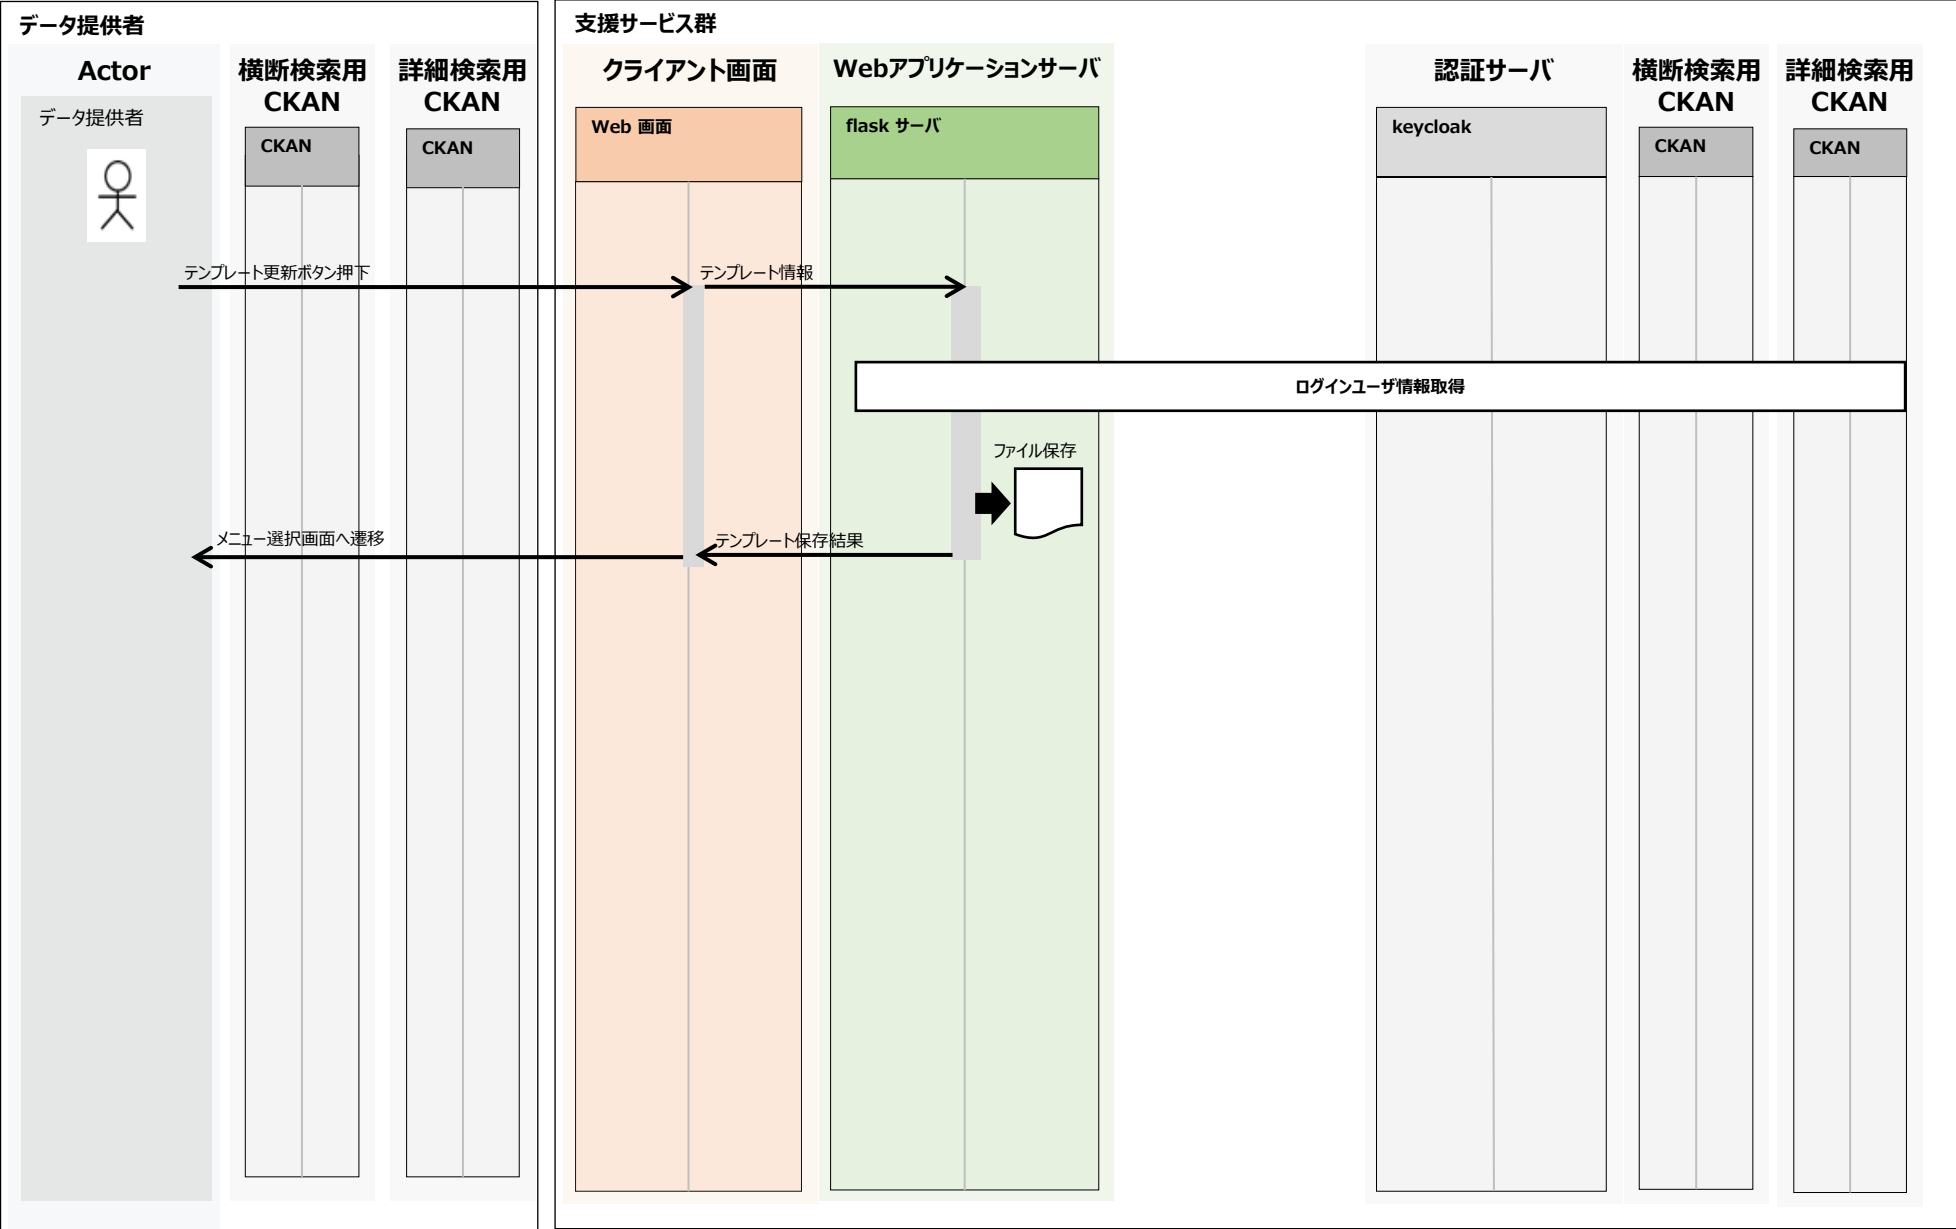 データ提供者
支援サービス群
Actor
横断検索用
CKAN
詳細検索用
CKAN
クライアント画面
Webアプリケーションサーバ
認証サーバ
横断検索用
CKAN
詳細検索用
CKAN
データ提供者
CKAN
CKAN
Web 画面
flask サーバ
keycloak
CKAN
CKAN
テンプレート更新ボタン押下
テンプレート情報
ログインユーザ情報取得
ファイル保存
メニュー選択画面へ遷移
テンプレート保存結果